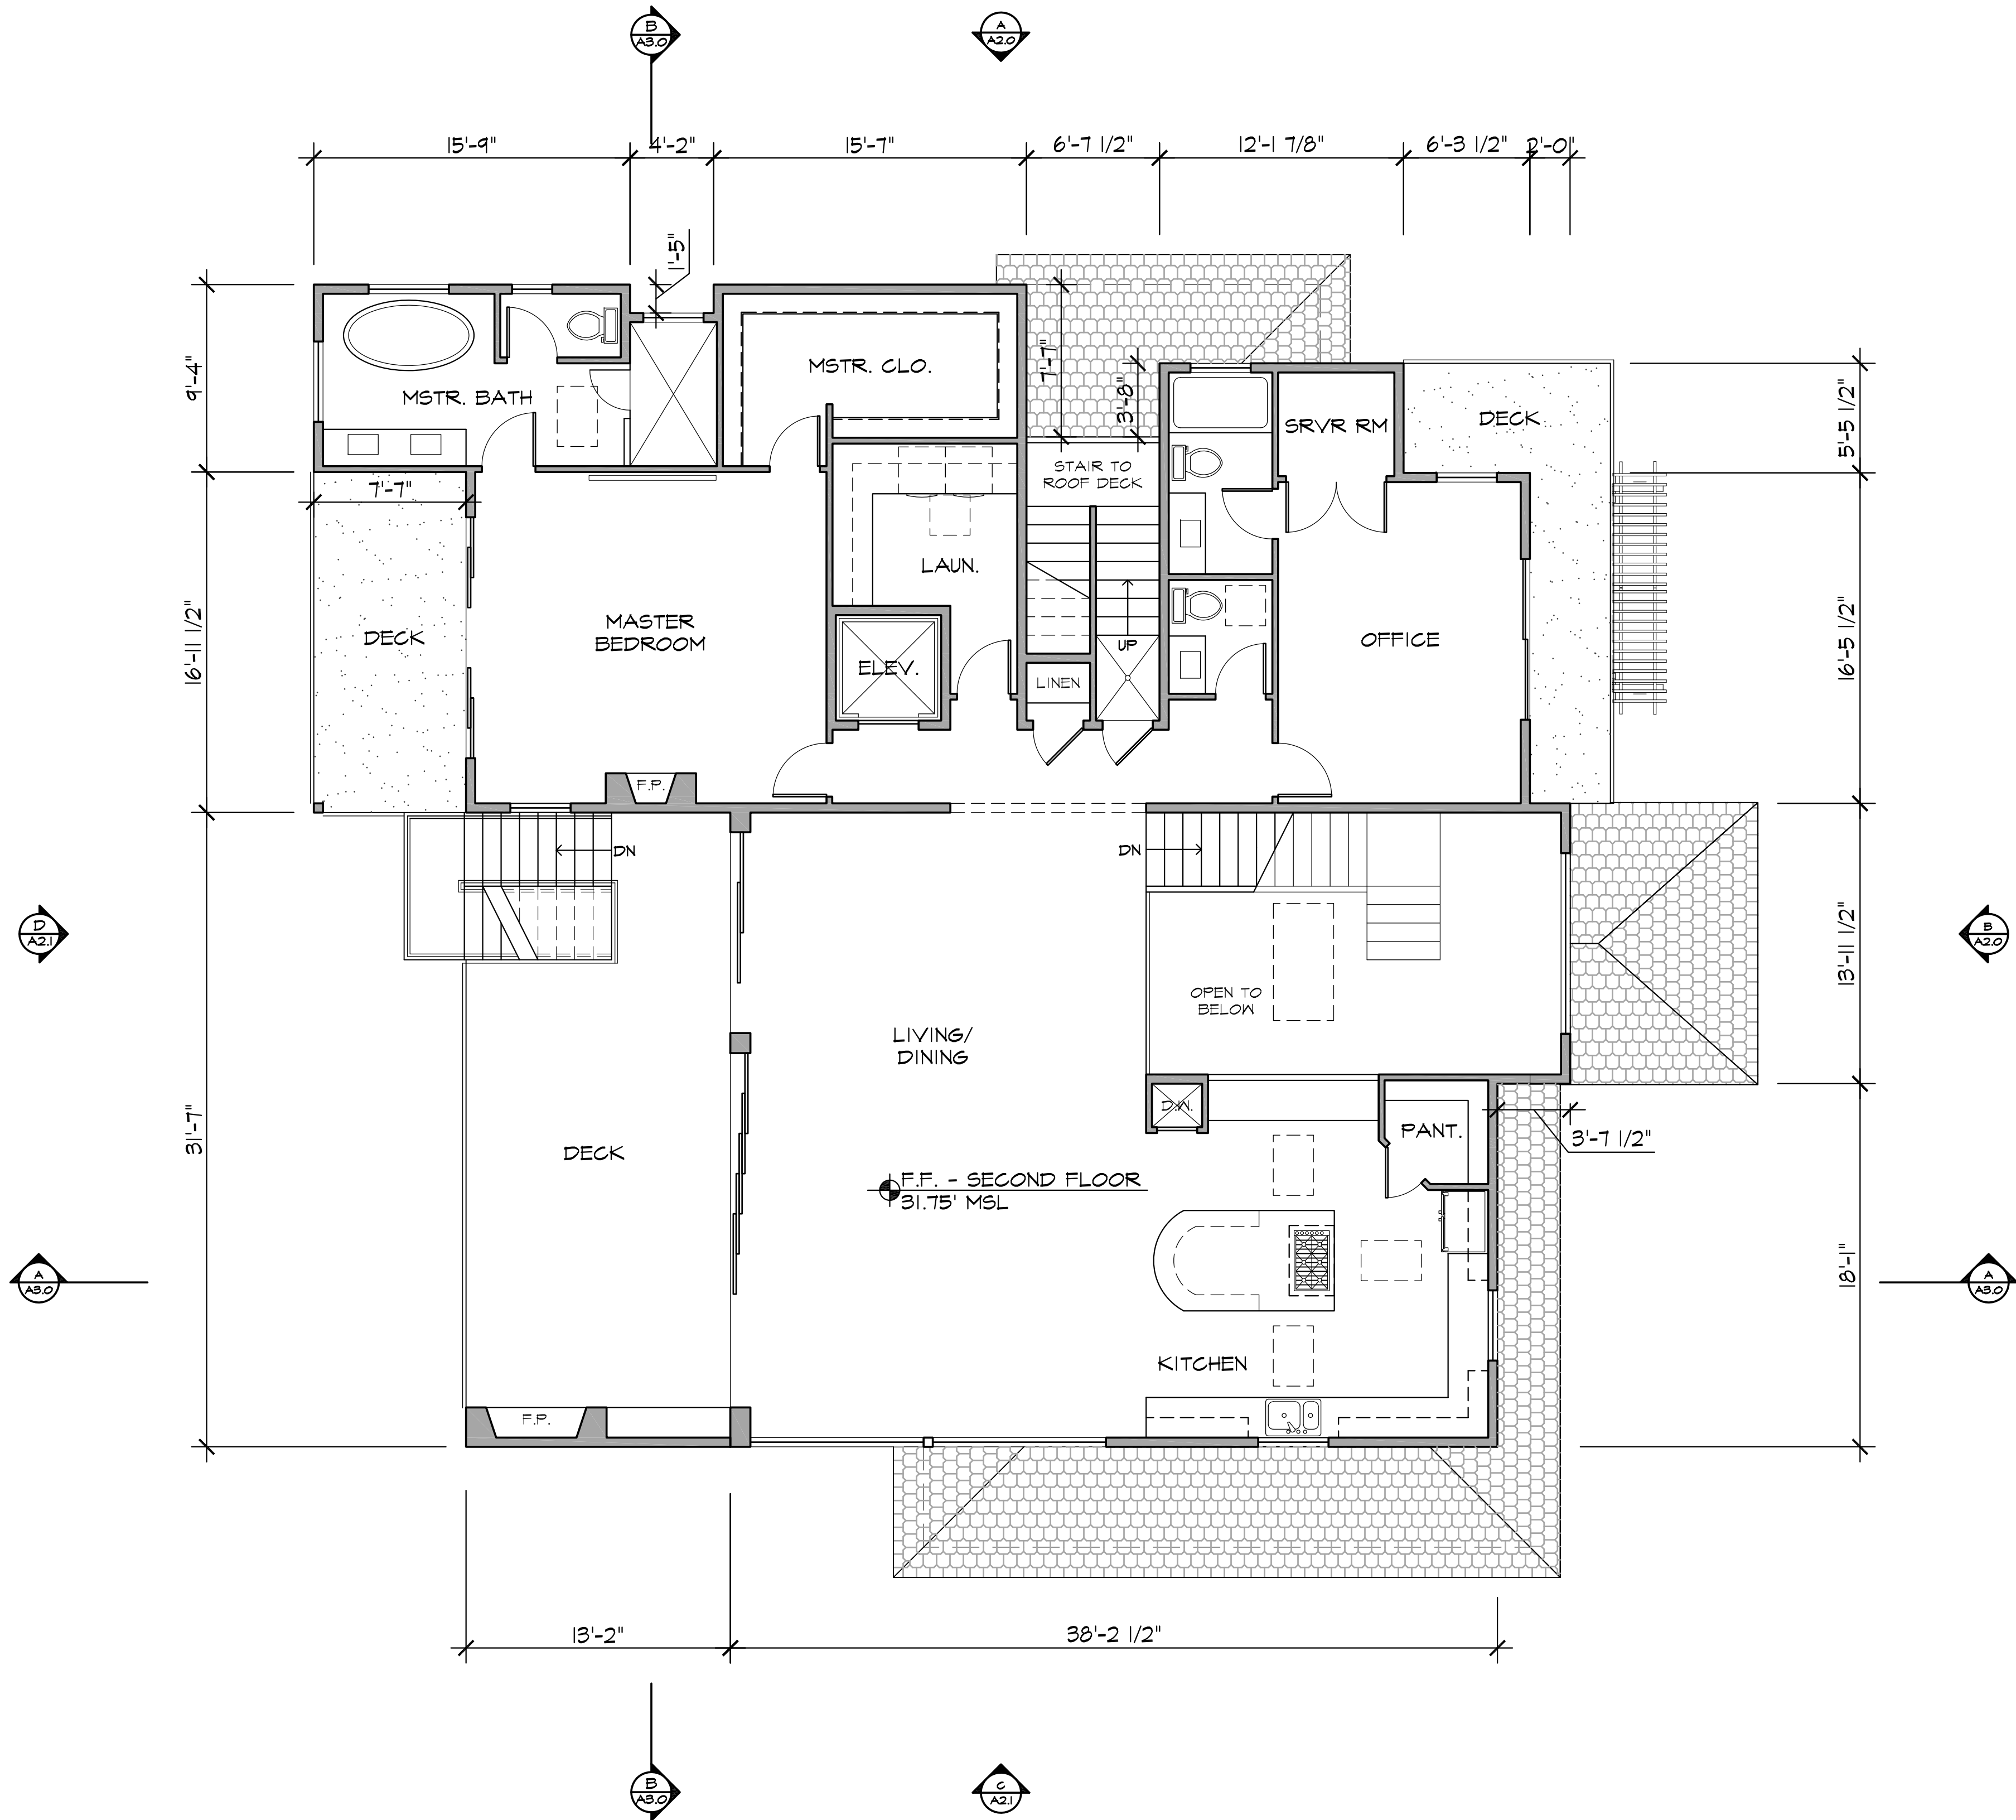 B
A3.0
A
A2.0
15'-9"
4'-2"
15'-7"
6'-7 1/2"
12'-1 7/8"
6'-3 1/2"
2'-0"
1'-5"
9'-4"
MSTR. BATH
MSTR. CLO.
7'-7"
3'-8"
SRVR RM
DECK
5'-5 1/2"
7'-7"
STAIR TO
ROOF DECK
LAUN.
16'-11 1/2"
DECK
MASTER
BEDROOM
ELEV.
LINEN
UP
OFFICE
16'-5 1/2"
F.P.
DN
DN
D
A2.1
B
A2.0
13'-11 1/2"
OPEN TO
BELOW
LIVING/
DINING
31'-7"
DECK
D.W.
PANT.
3'-7 1/2"
F.F. - SECOND FLOOR
31.75' MSL
A
A3.0
A
A3.0
18'-1"
KITCHEN
F.P.
13'-2"
38'-2 1/2"
B
A3.0
C
A2.1